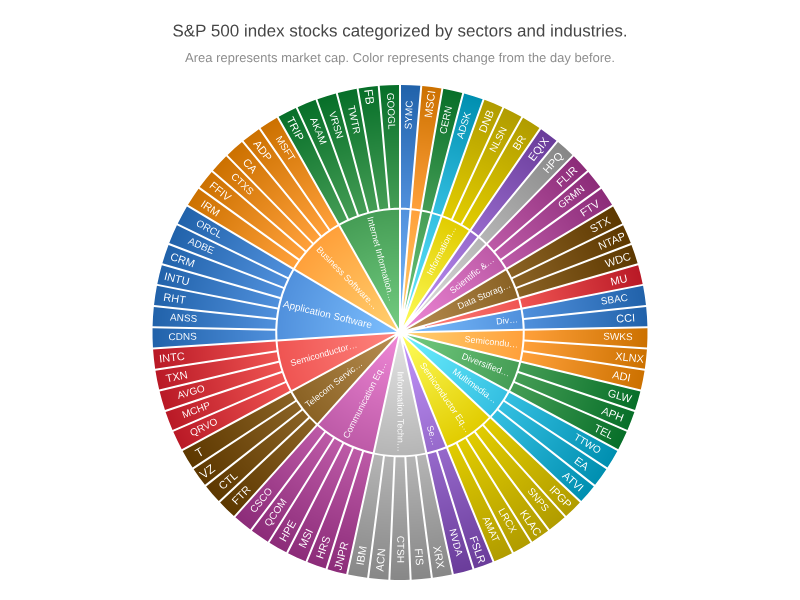 S&P 500 index stocks categorized by sectors and industries.
Area represents market cap. Color represents change from the day before.
SYMC
MSCI
CERN
ADSK
DNB
NLSN
BR
EQIX
HPQ
FLIR
GRMN
FTV
STX
NTAP
WDC
MU
SBAC
CCI
SWKS
XLNX
ADI
GLW
APH
TEL
TTWO
EA
ATVI
IPGP
SNPS
KLAC
LRCX
AMAT
FSLR
NVDA
XRX
FIS
CTSH
ACN
IBM
JNPR
HRS
MSI
HPE
QCOM
CSCO
FTR
CTL
VZ
T
QRVO
MCHP
AVGO
TXN
INTC
CDNS
ANSS
RHT
INTU
CRM
ADBE
ORCL
IRM
FFIV
CTXS
CA
ADP
MSFT
TRIP
AKAM
VRSN
TWTR
FB
GOOGL
Information…
Scientific &…
Data Storag…
Div…
Semicondu…
Diversified…
Multimedia…
Semiconductor Eq…
Se…
Information Techn…
Communication Eq…
Telecom Servic…
Semiconductor…
Application Software
Business Software…
Internet Information…